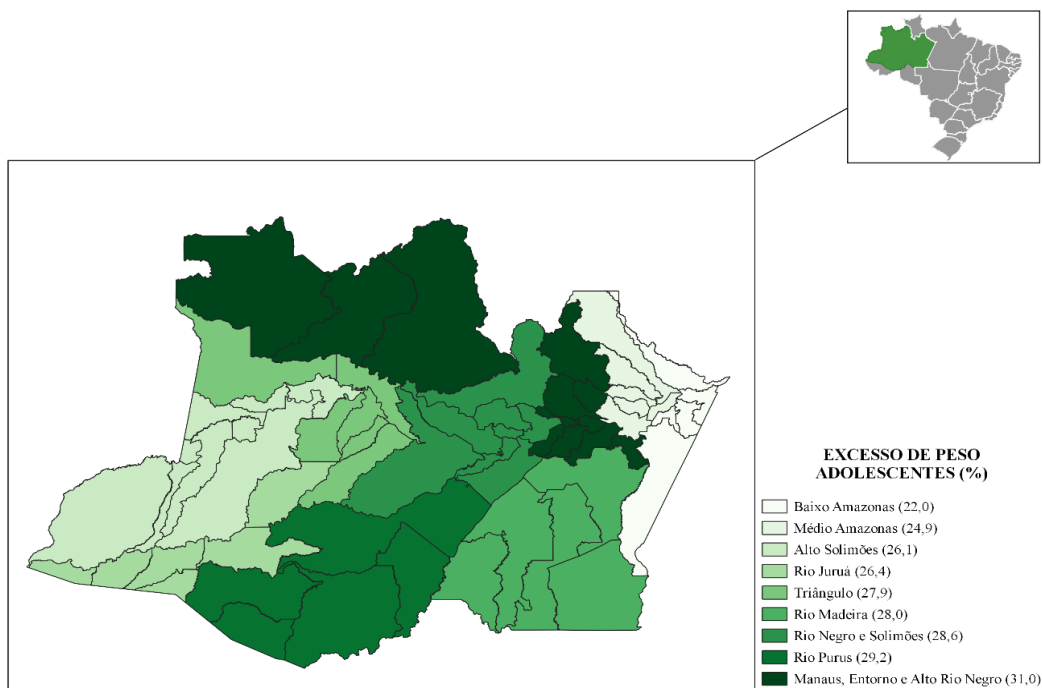 EXCESSO DE PESO
ADOLESCENTES (%)
Baixo Amazonas (22,0)
Médio Amazonas (24,9)
Alto Solimões (26,1)
Rio Juruá (26,4)
Triângulo (27,9)
Rio Madeira (28,0)
Rio Negro e Solimões (28,6)
Rio Purus (29,2)
Manaus, Entorno e Alto Rio Negro (31,0)